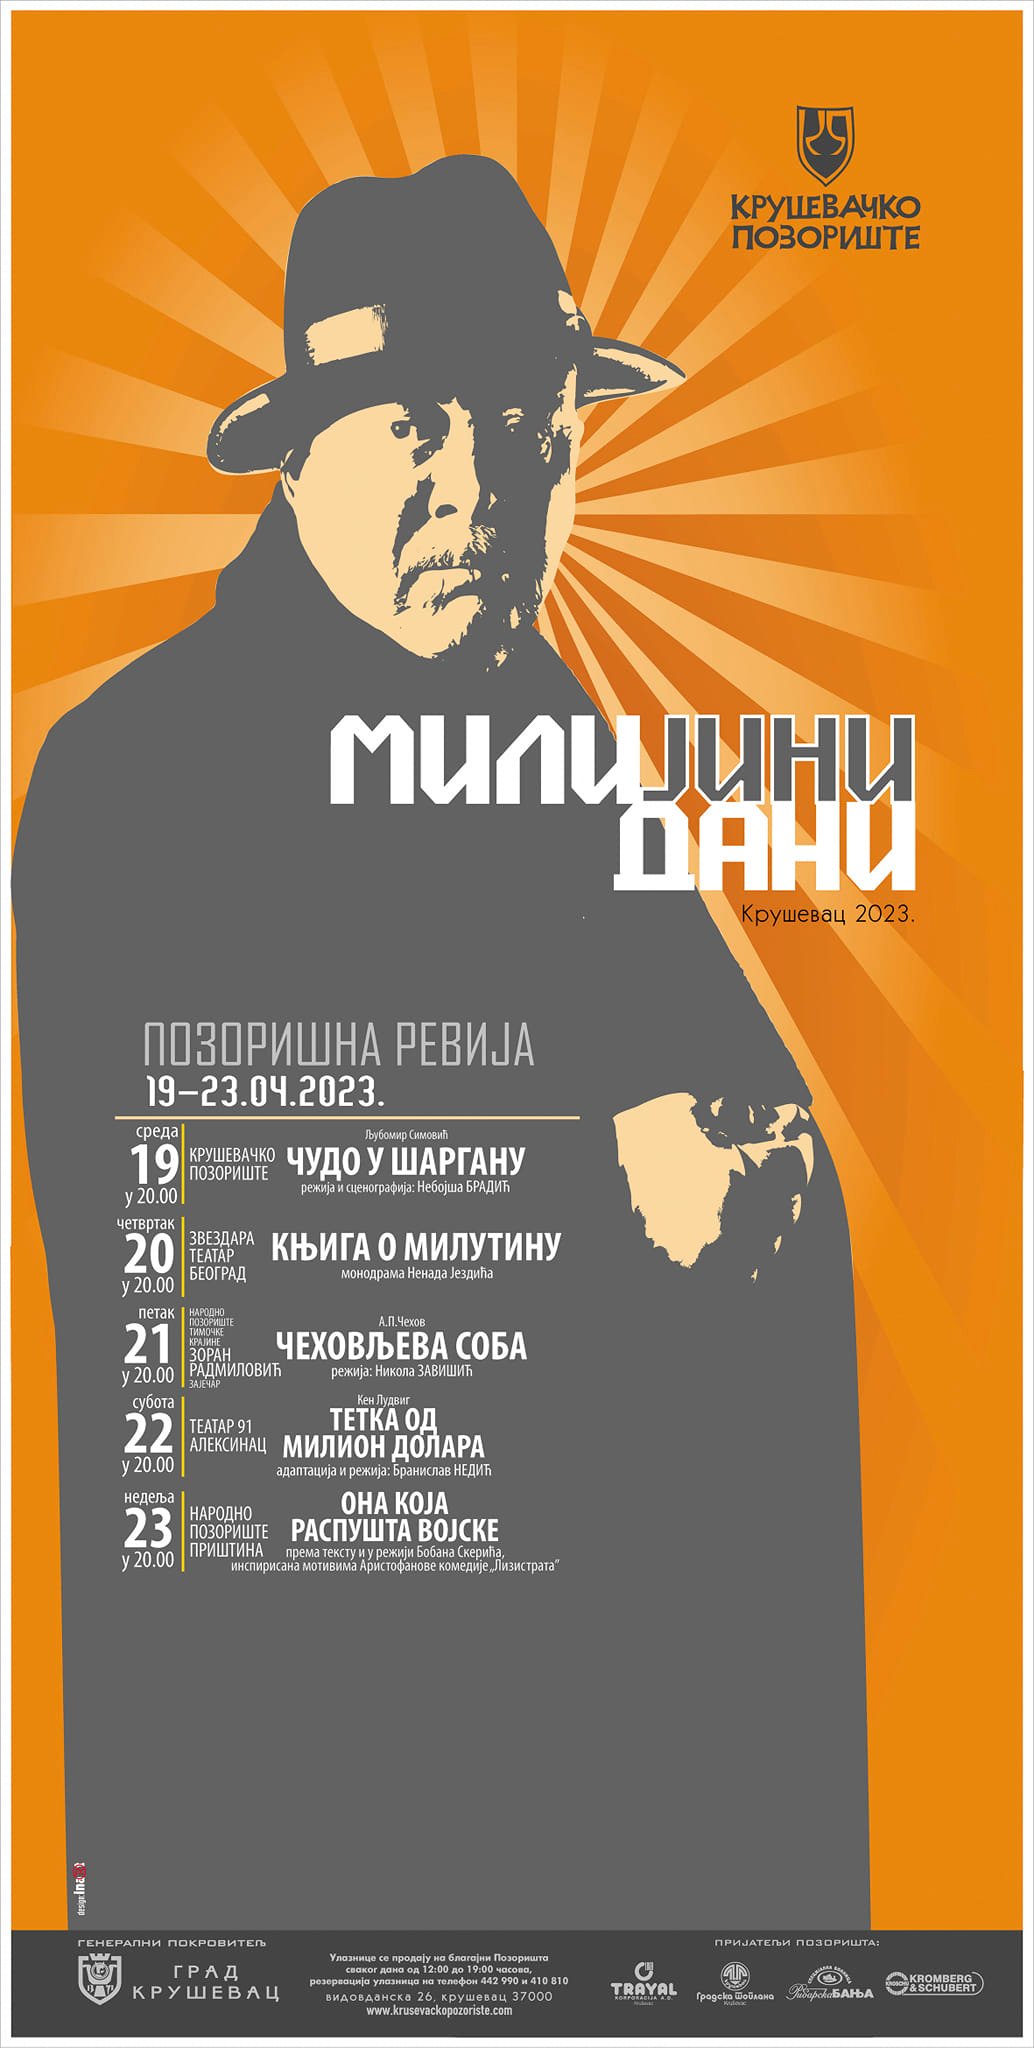 КРУШЕВАЧКО
ПОЗОРИШТЕ
МИЛИЈИНИ
ДАНИ
Крушевац 2023.
ПОЗОРИШНА РЕВИЈА
19–23.04.2023.
среда
19
у 20.00
КРУШЕВАЧКО
ПОЗОРИШТЕ
Љубомир Симовић
ЧУДО У ШАРГАНУ
режија и сценографија: Небојша БРАДИЋ
четвртак
20
у 20.00
ЗВЕЗДАРА
ТЕАТАР
БЕОГРАД
КЊИГА О МИЛУТИНУ
монодрама Ненада Јездића
петак
21
у 20.00
НАРОДНО
ПОЗОРИШТЕ
ТИМОЧКЕ
КРАЈИНЕ
ЗОРАН
РАДМИЛОВИЋ
ЗАЈЕЧАР
А.П.Чехов
ЧЕХОВЉЕВА СОБА
режија: Никола ЗАВИШИЋ
субота
22
у 20.00
ТЕАТАР 91
АЛЕКСИНАЦ
Кен Лудвиг
ТЕТКА ОД
МИЛИОН ДОЛАРА
адаптација и режија: Бранислав НЕДИЋ
недеља
23
у 20.00
НАРОДНО
ПОЗОРИШТЕ
ПРИШТИНА
ОНА КОЈА
РАСПУШТА ВОЈСКЕ
према тексту и у режији Бобана Скерића,
инспирисана мотивима Аристофанове комедије „Лизистрата”
design:
ГЕНЕРАЛНИ ПОКРОВИТЕЉ
ГРАД
КРУШЕВАЦ
Улазнице се продају на благајни Позоришта
сваког дана од 12:00 до 19:00 часова,
резервација улазница на телефон 442 990 и 410 810
видовданска 26, крушевац 37000
www.krusevackopozoriste.com
ПРИЈАТЕЉИ ПОЗОРИШТА:
TRAYAL
КОРПОРАЦИЈА А.Д.
Крушевац
Градска Топлана
Крушевац
Рибарска БАЊА
KROMBERG
& SCHUBERT